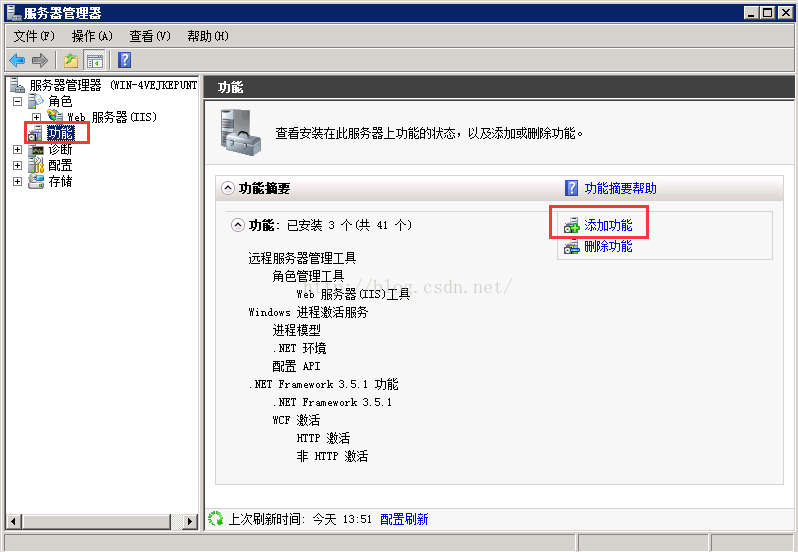 服务器管理器
文件(F) 操作(A) 查看(V) 帮助(H)
服务器管理器 (WIN-4VEJKEPUNT
角色
Web 服务器(IIS)
功能
诊断
配置
存储
功能
查看安装在此服务器上功能的状态，以及添加或删除功能。
功能摘要
功能摘要帮助
功能: 已安装 3 个(共 41 个)
添加功能
删除功能
远程服务器管理工具
角色管理工具
Web 服务器(IIS)工具
Windows 进程激活服务
进程模型
.NET 环境
配置 API
.NET Framework 3.5.1 功能
.NET Framework 3.5.1
WCF 激活
HTTP 激活
非 HTTP 激活
http://blog.csdn.net/
上次刷新时间: 今天 13:51 配置刷新